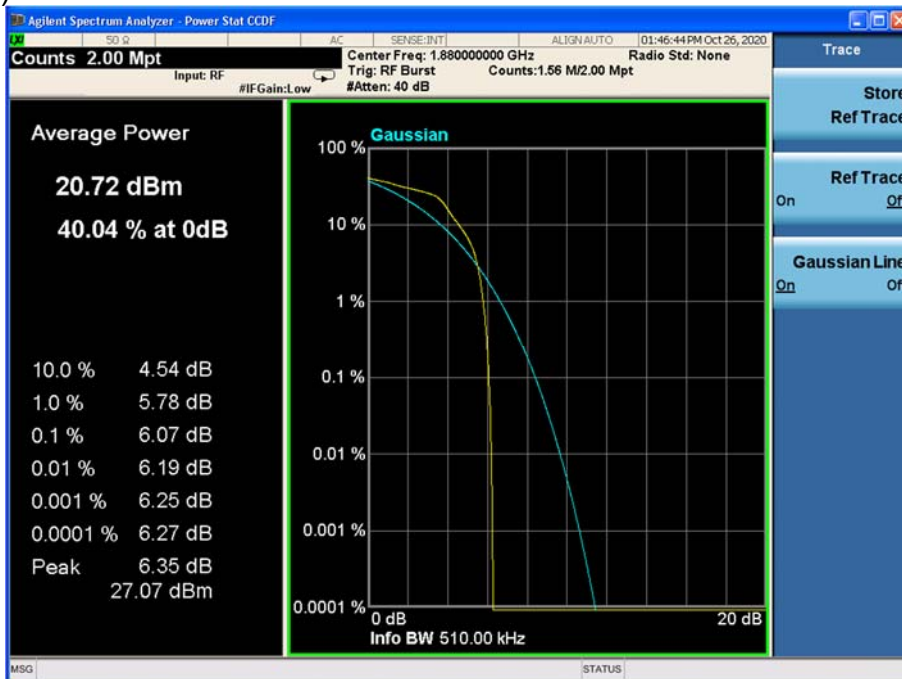 )
Agilent Spectrum Analyzer - Power Stat CCDF
LXI 50 Ω AC SENSE:INT ALIGN AUTO 01:46:44 PM Oct 26, 2020
Counts 2.00 Mpt
Input: RF
#IFGain:Low
Center Freq: 1.880000000 GHz
Radio Std: None
Trig: RF Burst
Counts:1.56 M/2.00 Mpt
#Atten: 40 dB
Trace
Store
Ref Trace
Ref Trace
On Of
Gaussian Line
On Of
Average Power
20.72 dBm
40.04 % at 0dB
10.0 % 4.54 dB
1.0 % 5.78 dB
0.1 % 6.07 dB
0.01 % 6.19 dB
0.001 % 6.25 dB
0.0001 % 6.27 dB
Peak 6.35 dB
27.07 dBm
Gaussian
100 %
10 %
1 %
0.1 %
0.01 %
0.001 %
0.0001 %
0 dB
20 dB
Info BW 510.00 kHz
MSG
STATUS